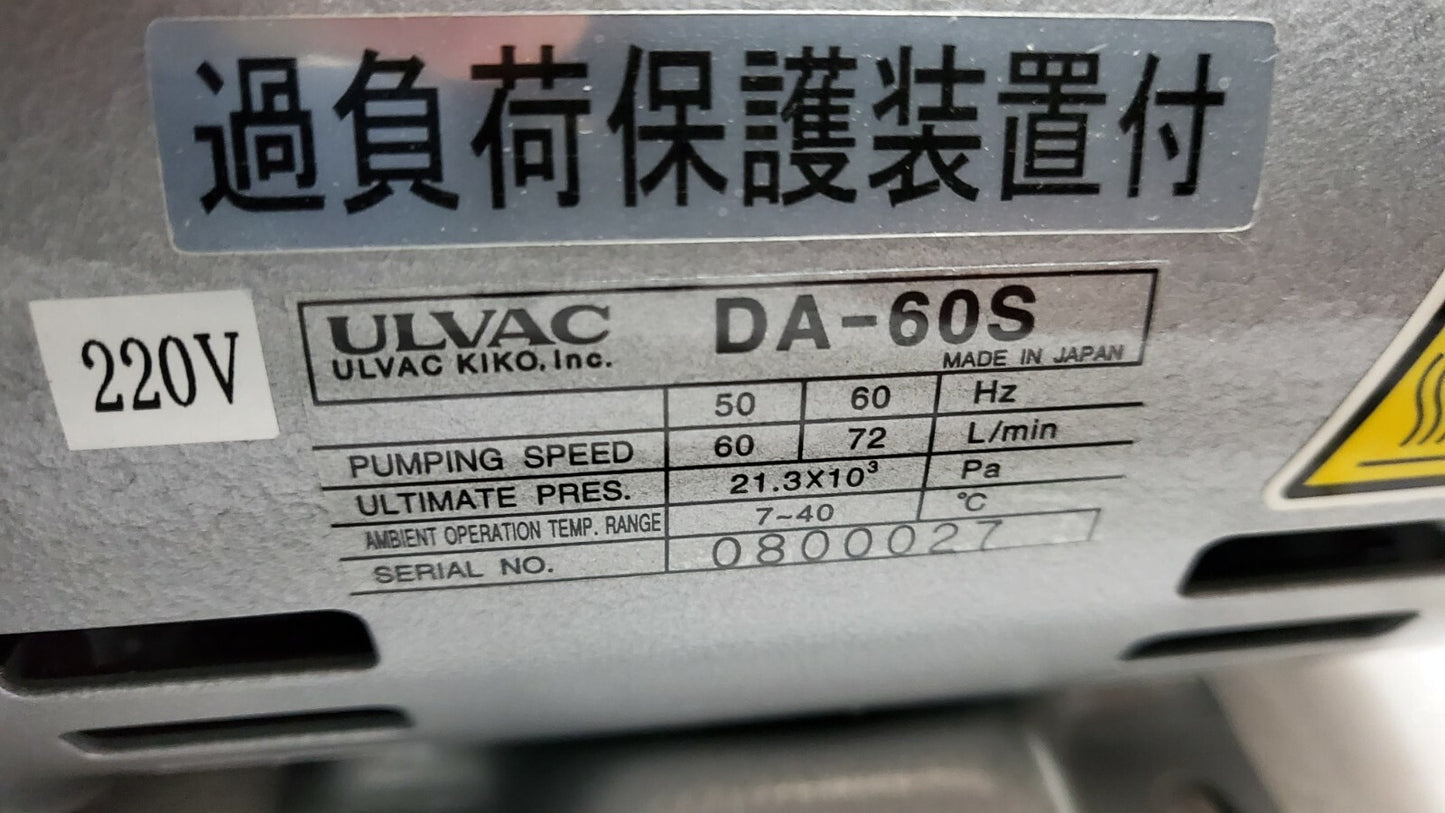 過負荷保護装置付
220V
ULVAC DA-60S
ULVAC KIKO, Inc. MADE IN JAPAN
50 60 Hz
PUMPING SPEED 60 72 L/min
ULTIMATE PRES. 21.3X10³ Pa
AMBIENT OPERATION TEMP. RANGE 7~40 ℃
SERIAL NO. 0800027